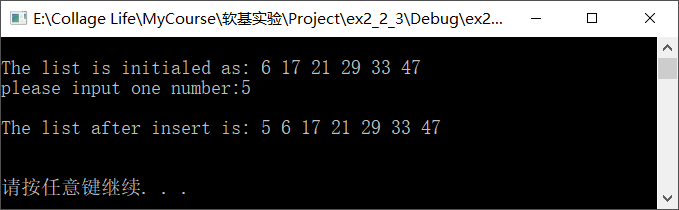 E:\Collage Life\MyCourse\软基实验\Project\ex2_2_3\Debug\ex2...
The list is initialed as: 6 17 21 29 33 47
please input one number:5
The list after insert is: 5 6 17 21 29 33 47
请按任意键继续. . .